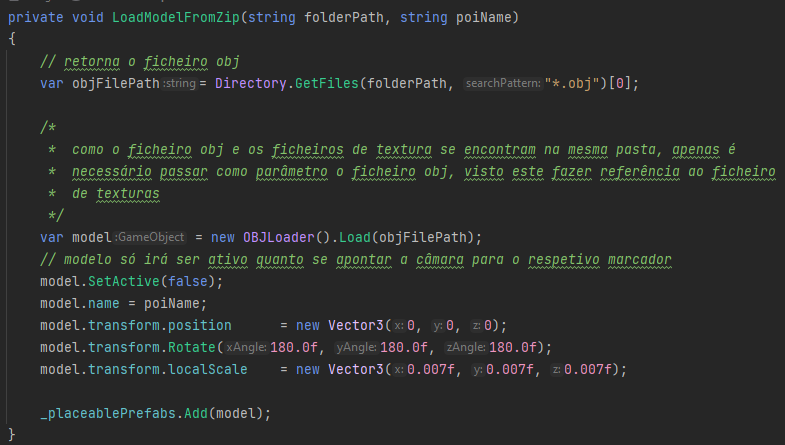 private void LoadModelFromZip(string folderPath, string poiName)
{
// retorna o ficheiro obj
var objFilePath :string = Directory.GetFiles(folderPath, searchPattern: "*.obj")[0];
/*
* como o ficheiro obj e os ficheiros de textura se encontram na mesma pasta, apenas é
* necessário passar como parâmetro o ficheiro obj, visto este fazer referência ao ficheiro
* de texturas
*/
var model :GameObject = new OBJLoader().Load(objFilePath);
// modelo só irá ser ativo quanto se apontar a câmara para o respetivo marcador
model.SetActive(false);
model.name = poiName;
model.transform.position = new Vector3(x: 0, y: 0, z: 0);
model.transform.Rotate(xAngle: 180.0f, yAngle: 180.0f, zAngle: 180.0f);
model.transform.localScale = new Vector3(x: 0.007f, y: 0.007f, z: 0.007f);
_placeablePrefabs.Add(model);
}